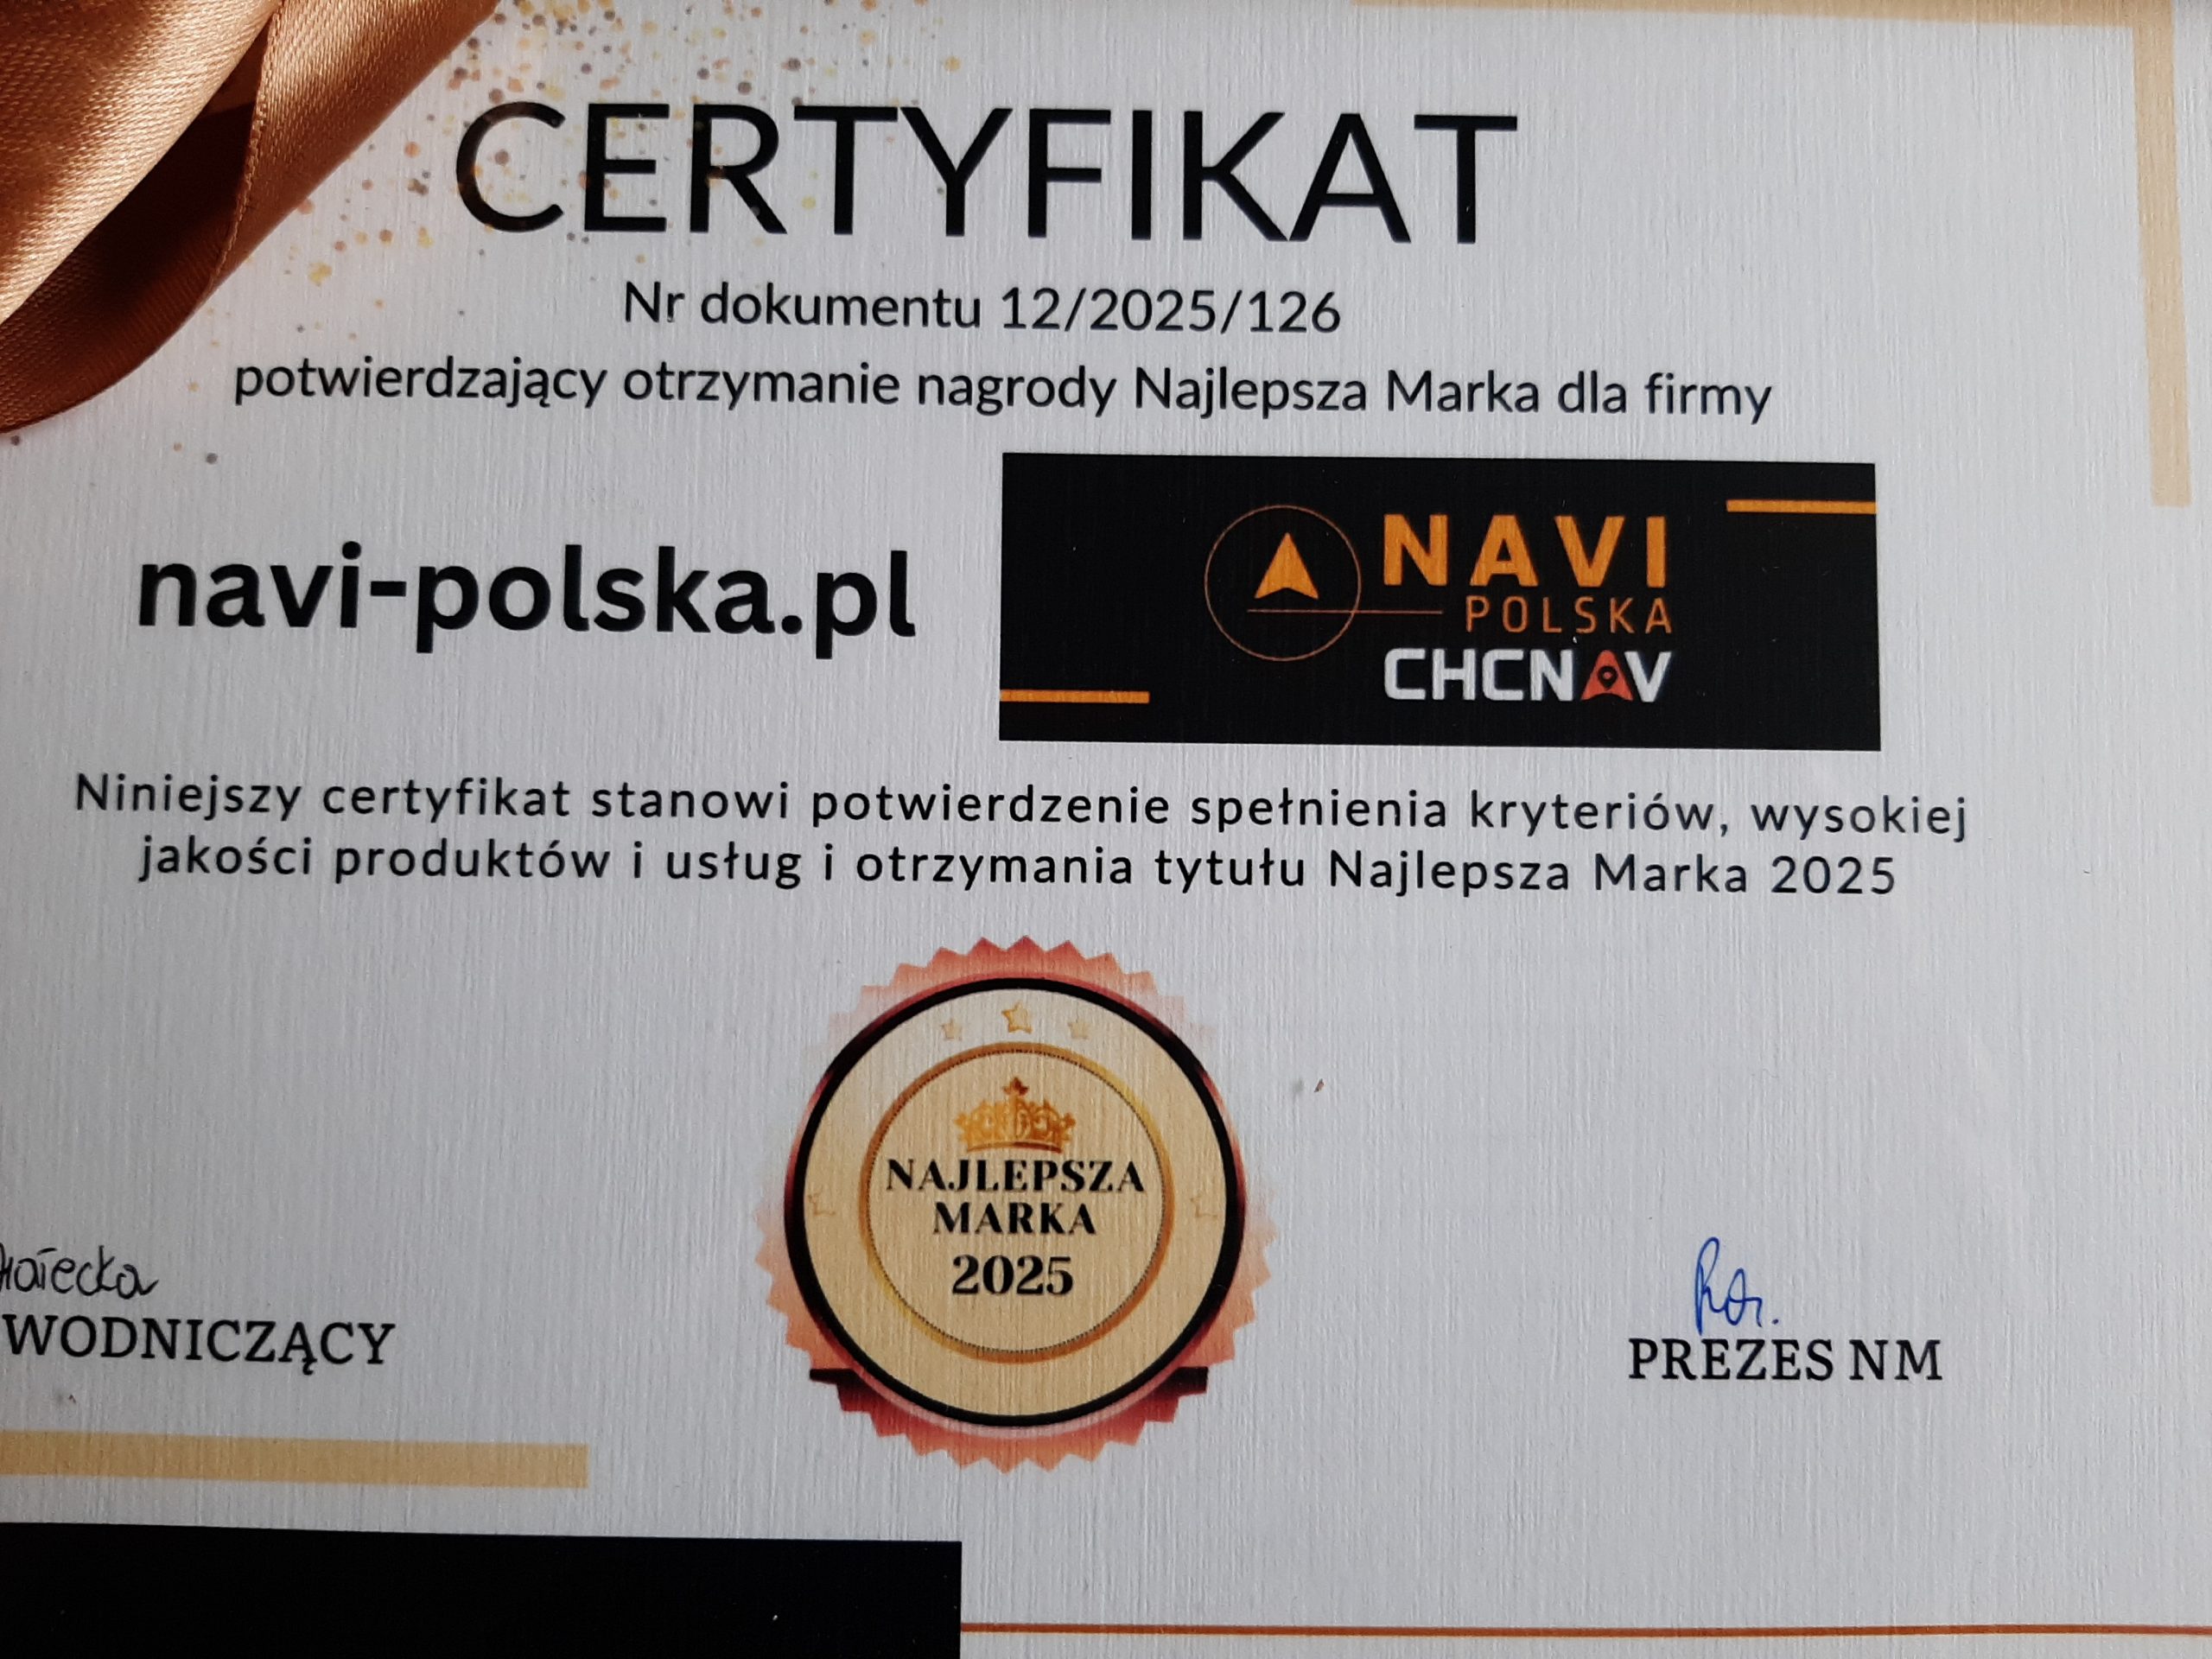 CERTYFIKAT
Nr dokumentu 12/2025/126
potwierdzający otrzymanie nagrody Najlepsza Marka dla firmy
navi-polska.pl
NAVI
POLSKA
CHCNAV
Niniejszy certyfikat stanowi potwierdzenie spełnienia kryteriów, wysokiej
jakości produktów i usług i otrzymania tytułu Najlepsza Marka 2025
NAJLEPSZA
MARKA
2025
WODNICZĄCY
PREZES NM